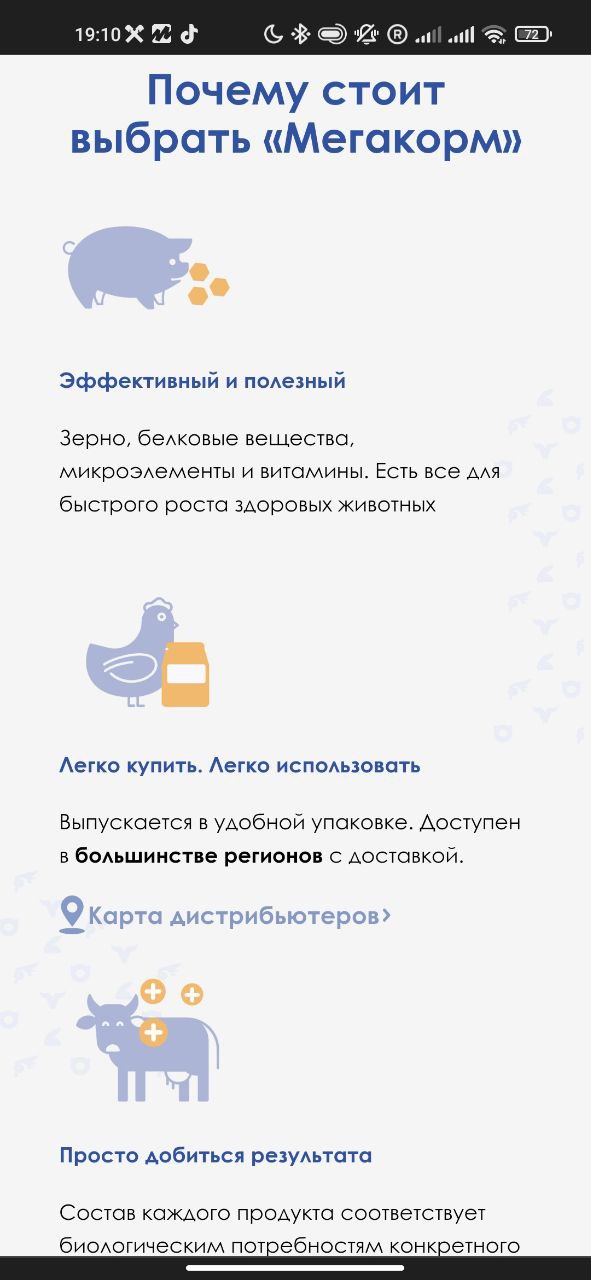 19:10
R
72
Почему стоит
выбрать «Мегакорм»
Эффективный и полезный
Зерно, белковые вещества,
микроэлементы и витамины. Есть все для
быстрого роста здоровых животных
Легко купить. Легко использовать
Выпускается в удобной упаковке. Доступен
в большинстве регионов с доставкой.
Карта дистрибьютеров›
Просто добиться результата
Состав каждого продукта соответствует
биологическим потребностям конкретного